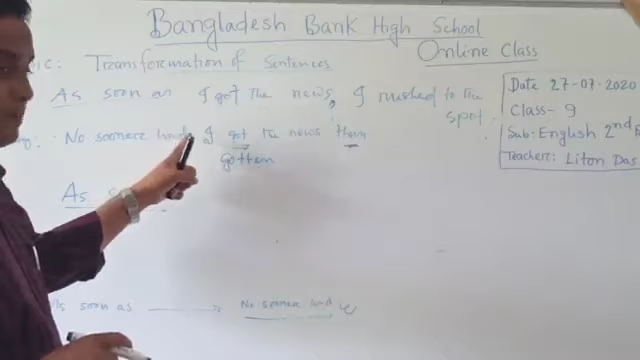 Bangladesh Bank High School
Online Class
Transformation of Sentences
Date 27-07-2020
Class-9
Sub: English 2nd
Teacher: Liton Das
As soon as I got the news, I rushed to the
spot.
No sooner had I got the news than
gotten
As
As soon as → No sooner had